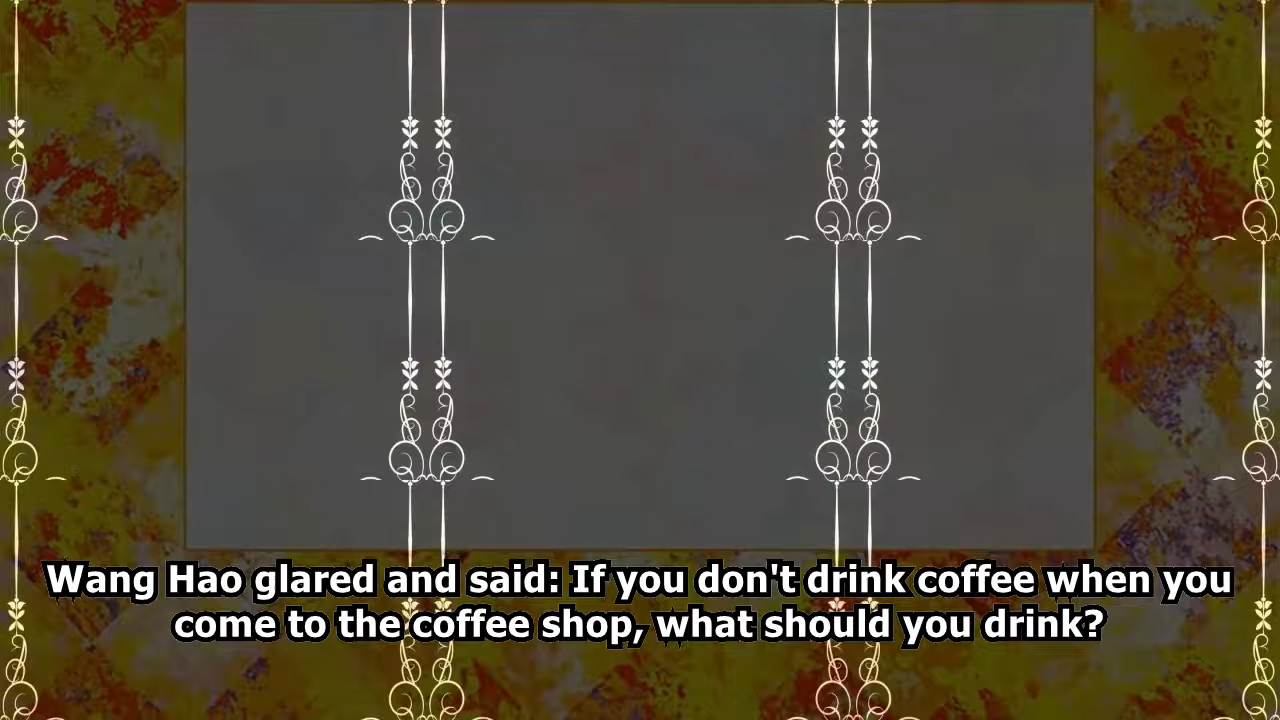 Wang Hao glared and said: If you don't drink coffee when you
come to the coffee shop, what should you drink?